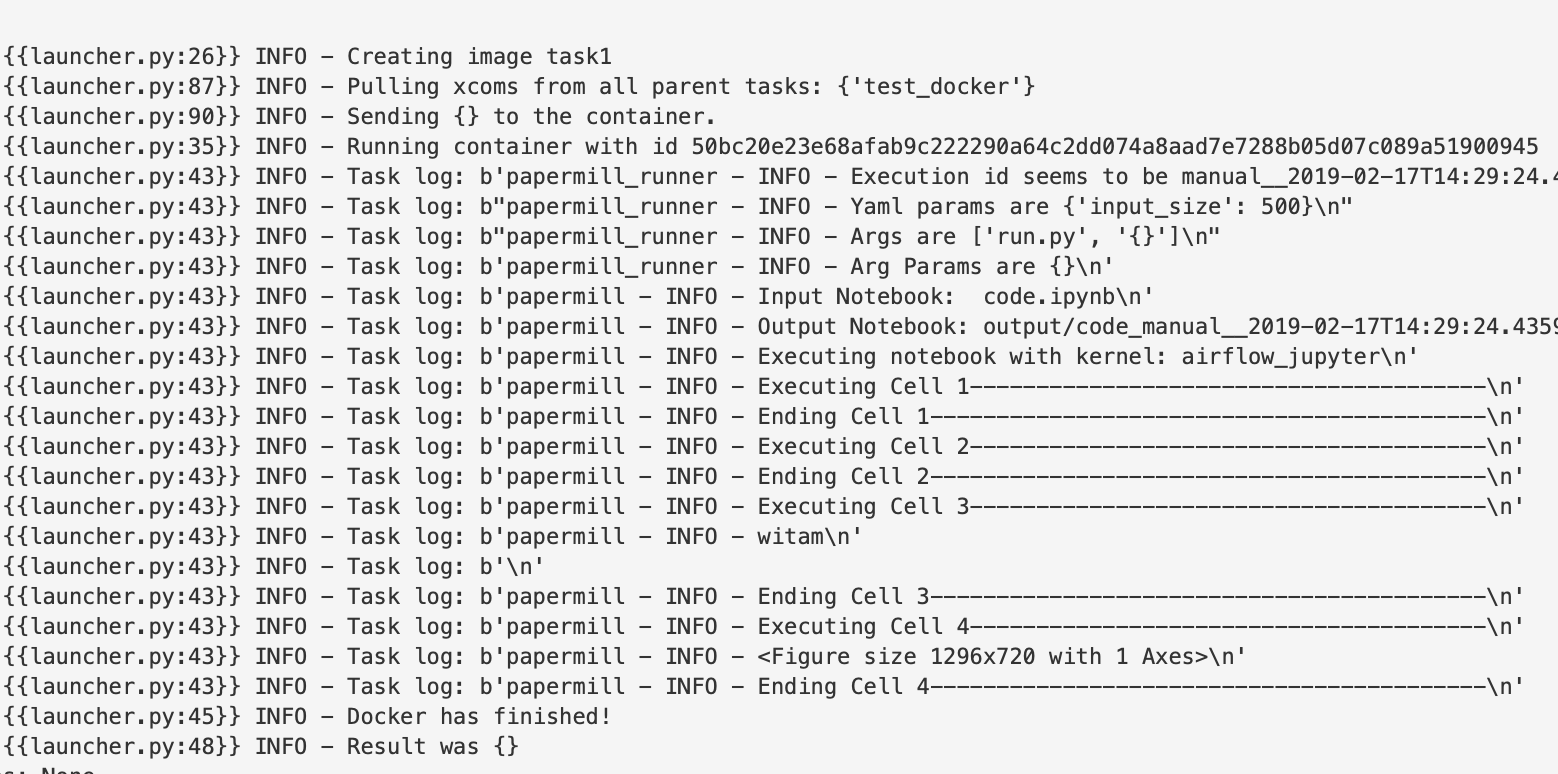 {{launcher.py:26}} INFO - Creating image task1
{{launcher.py:87}} INFO - Pulling xcoms from all parent tasks: {'test_docker'}
{{launcher.py:90}} INFO - Sending {} to the container.
{{launcher.py:35}} INFO - Running container with id 50bc20e23e68afab9c222290a64c2dd074a8aad7e7288b05d07c089a51900945
{{launcher.py:43}} INFO - Task log: b'papermill_runner - INFO - Execution id seems to be manual__2019-02-17T14:29:24.4
{{launcher.py:43}} INFO - Task log: b"papermill_runner - INFO - Yaml params are {'input_size': 500}\n"
{{launcher.py:43}} INFO - Task log: b"papermill_runner - INFO - Args are ['run.py', '{}']\n"
{{launcher.py:43}} INFO - Task log: b'papermill_runner - INFO - Arg Params are {}\n'
{{launcher.py:43}} INFO - Task log: b'papermill - INFO - Input Notebook:  code.ipynb\n'
{{launcher.py:43}} INFO - Task log: b'papermill - INFO - Output Notebook: output/code_manual__2019-02-17T14:29:24.4359
{{launcher.py:43}} INFO - Task log: b'papermill - INFO - Executing notebook with kernel: airflow_jupyter\n'
{{launcher.py:43}} INFO - Task log: b'papermill - INFO - Executing Cell 1---------------------------------------\n'
{{launcher.py:43}} INFO - Task log: b'papermill - INFO - Ending Cell 1------------------------------------------\n'
{{launcher.py:43}} INFO - Task log: b'papermill - INFO - Executing Cell 2---------------------------------------\n'
{{launcher.py:43}} INFO - Task log: b'papermill - INFO - Ending Cell 2------------------------------------------\n'
{{launcher.py:43}} INFO - Task log: b'papermill - INFO - Executing Cell 3---------------------------------------\n'
{{launcher.py:43}} INFO - Task log: b'papermill - INFO - witam\n'
{{launcher.py:43}} INFO - Task log: b'\n'
{{launcher.py:43}} INFO - Task log: b'papermill - INFO - Ending Cell 3------------------------------------------\n'
{{launcher.py:43}} INFO - Task log: b'papermill - INFO - Executing Cell 4---------------------------------------\n'
{{launcher.py:43}} INFO - Task log: b'papermill - INFO - <Figure size 1296x720 with 1 Axes>\n'
{{launcher.py:43}} INFO - Task log: b'papermill - INFO - Ending Cell 4------------------------------------------\n'
{{launcher.py:45}} INFO - Docker has finished!
{{launcher.py:48}} INFO - Result was {}